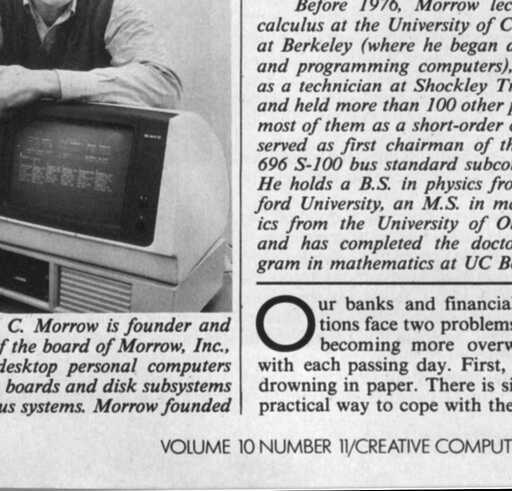 C. Morrow is founder and
f the board of Morrow, Inc.,
desktop personal computers
boards and disk subsystems
us systems. Morrow founded
Before 1976, Morrow lec
calculus at the University of C
at Berkeley (where he began
and programming computers),
as a technician at Shockley T
and held more than 100 other
most of them as a short-order
served as first chairman of th
696 S-100 bus standard subco
He holds a B.S. in physics fro
ford University, an M.S. in m
ics from the University of O
and has completed the docto
gram in mathematics at UC B
Our banks and financial
tions face two problems
becoming more overw
with each passing day. First,
drowning in paper. There is si
practical way to cope with the
VOLUME 10 NUMBER 11/CREATIVE COMPUT